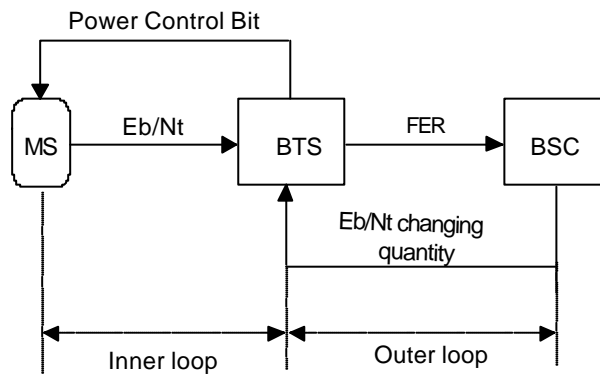 Power Control Bit
MS
Eb/Nt
BTS
FER
BSC
Eb/Nt changing
quantity
Inner loop
Outer loop